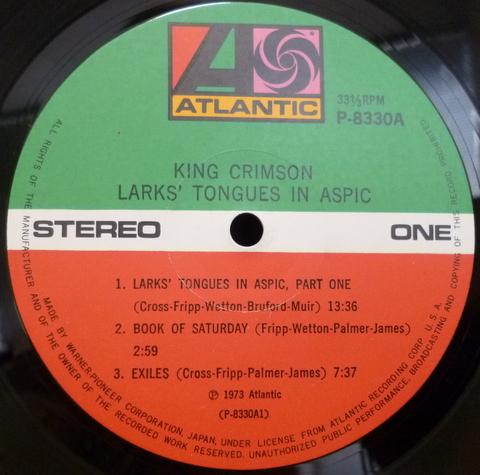 ATLANTIC
33⅓RPM
P-8330A
KING CRIMSON
LARKS' TONGUES IN ASPIC
STEREO
ONE
1. LARKS' TONGUES IN ASPIC, PART ONE
(Cross-Fripp-Wetton-Bruford-Muir) 13:36
2. BOOK OF SATURDAY (Fripp-Wetton-Palmer-James)
2:59
3. EXILES (Cross-Fripp-Palmer-James) 7:37
℗ 1973 Atlantic
(P-8330A1)
MADE BY WARNER-PIONEER CORPORATION, JAPAN, UNDER LICENSE FROM ATLANTIC RECORDING CORP. U.S.A.
ALL RIGHTS OF THE MANUFACTURER AND OF THE OWNER OF THE RECORDED WORK RESERVED. UNAUTHORIZED PUBLIC PERFORMANCE, BROADCASTING AND COPYING OF THIS RECORD PROHIBITED